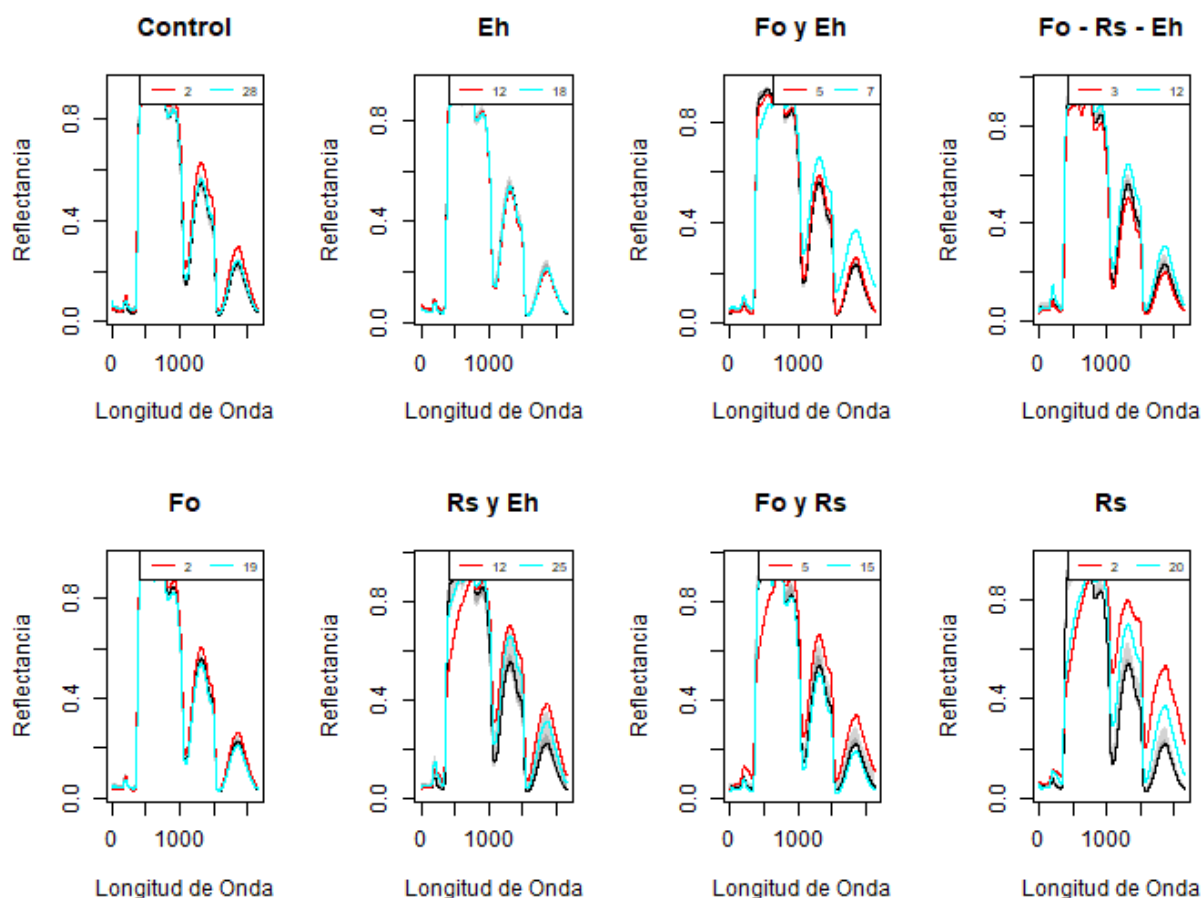 Control
Eh
Fo y Eh
Fo - Rs - Eh
2 28
12 18
5 7
3 12
Reflectancia
0.0 0.4 0.8
Reflectancia
0.0 0.4 0.8
Reflectancia
0.0 0.4 0.8
Reflectancia
0.0 0.4 0.8
0 1000
0 1000
0 1000
0 1000
Longitud de Onda
Longitud de Onda
Longitud de Onda
Longitud de Onda
Fo
Rs y Eh
Fo y Rs
Rs
2 19
12 25
5 15
2 20
Reflectancia
0.0 0.4 0.8
Reflectancia
0.0 0.4 0.8
Reflectancia
0.0 0.4 0.8
Reflectancia
0.0 0.4 0.8
0 1000
0 1000
0 1000
0 1000
Longitud de Onda
Longitud de Onda
Longitud de Onda
Longitud de Onda